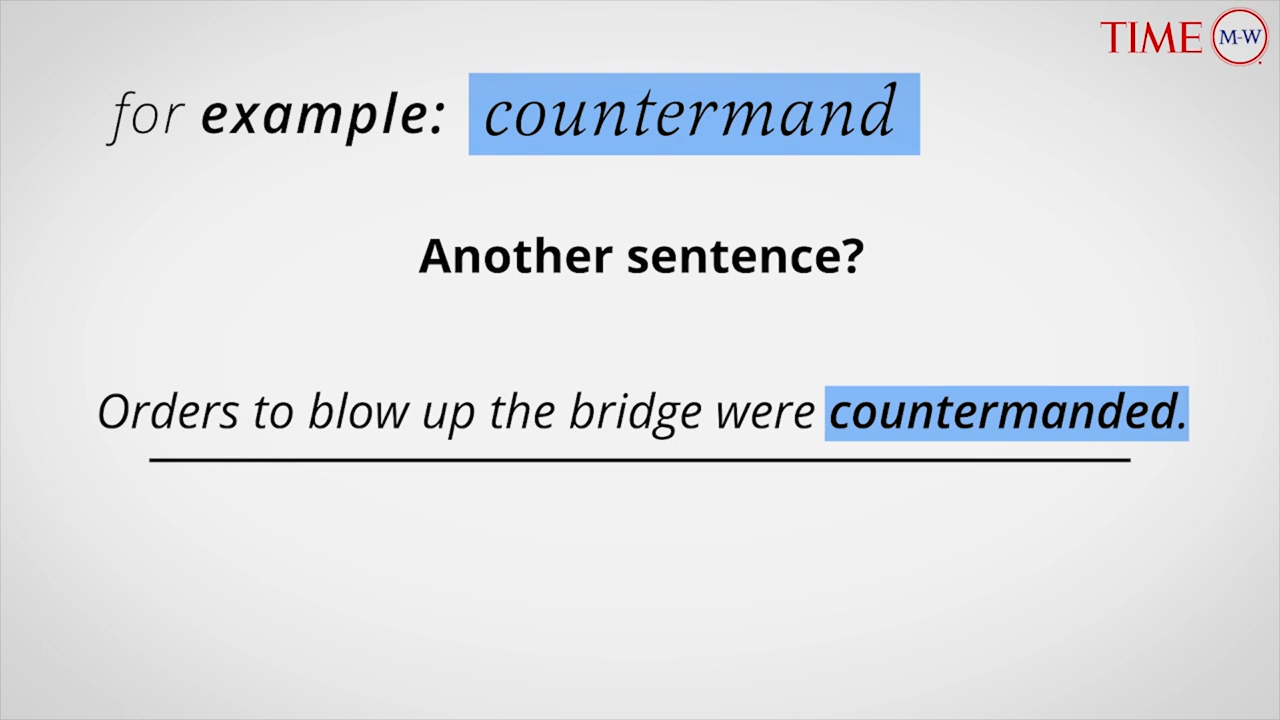 TIME M-W
for example: countermand
Another sentence?
Orders to blow up the bridge were countermanded.